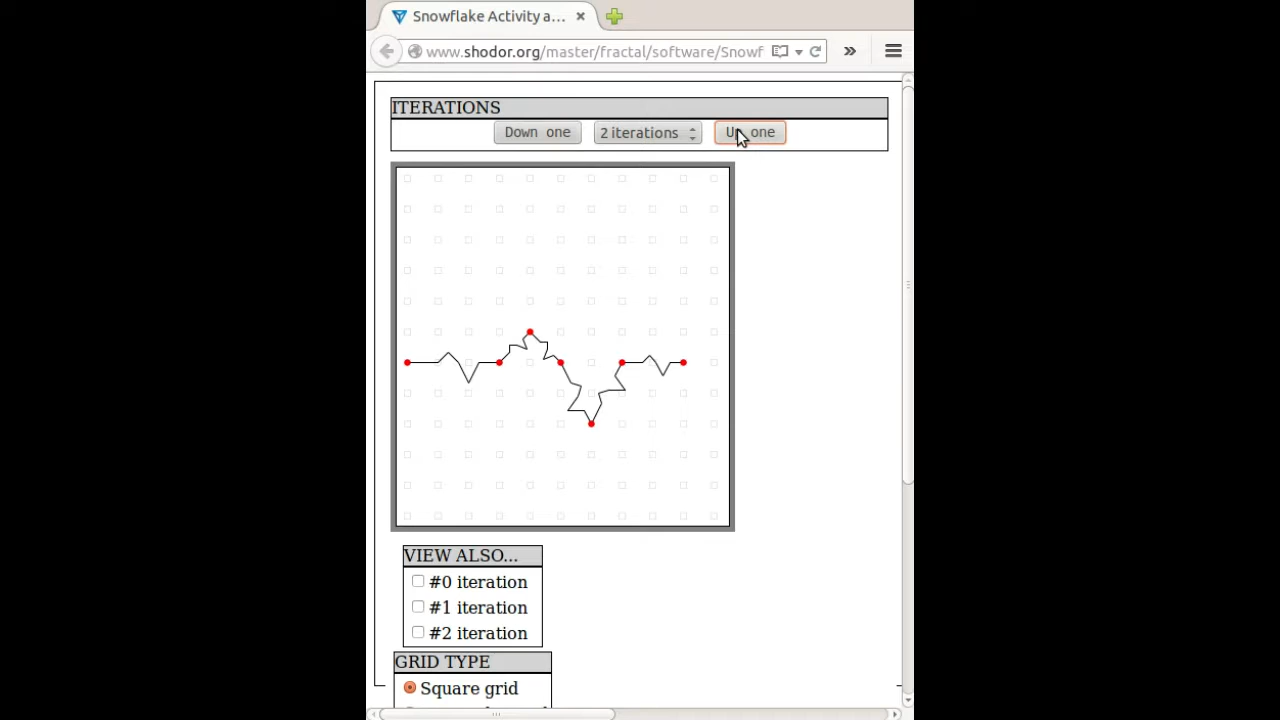 Snowflake Activity a...
www.shodor.org/master/fractal/software/Snowf
ITERATIONS
Down one 2 iterations Up one
VIEW ALSO...
#0 iteration
#1 iteration
#2 iteration
GRID TYPE
Square grid